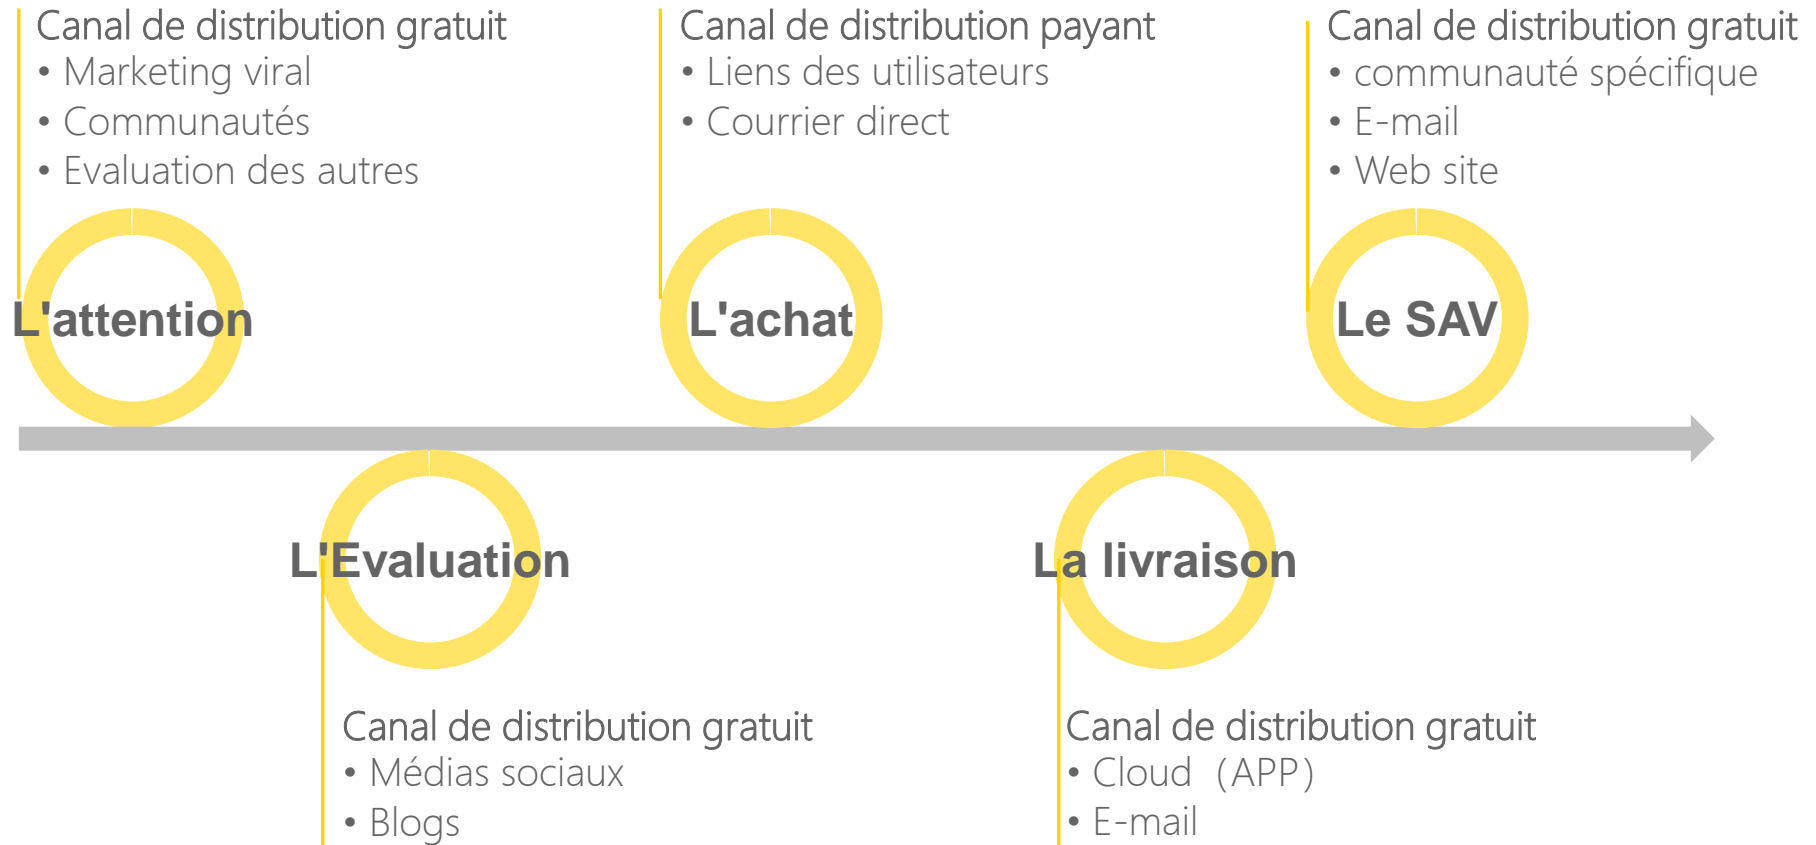 Canal de distribution gratuit
• Marketing viral
• Communautés
• Evaluation des autres
L'attention
Canal de distribution payant
• Liens des utilisateurs
• Courrier direct
L'achat
Canal de distribution gratuit
• communauté spécifique
• E-mail
• Web site
Le SAV
L'Evaluation
Canal de distribution gratuit
• Médias sociaux
• Blogs
La livraison
Canal de distribution gratuit
• Cloud（APP）
• E-mail